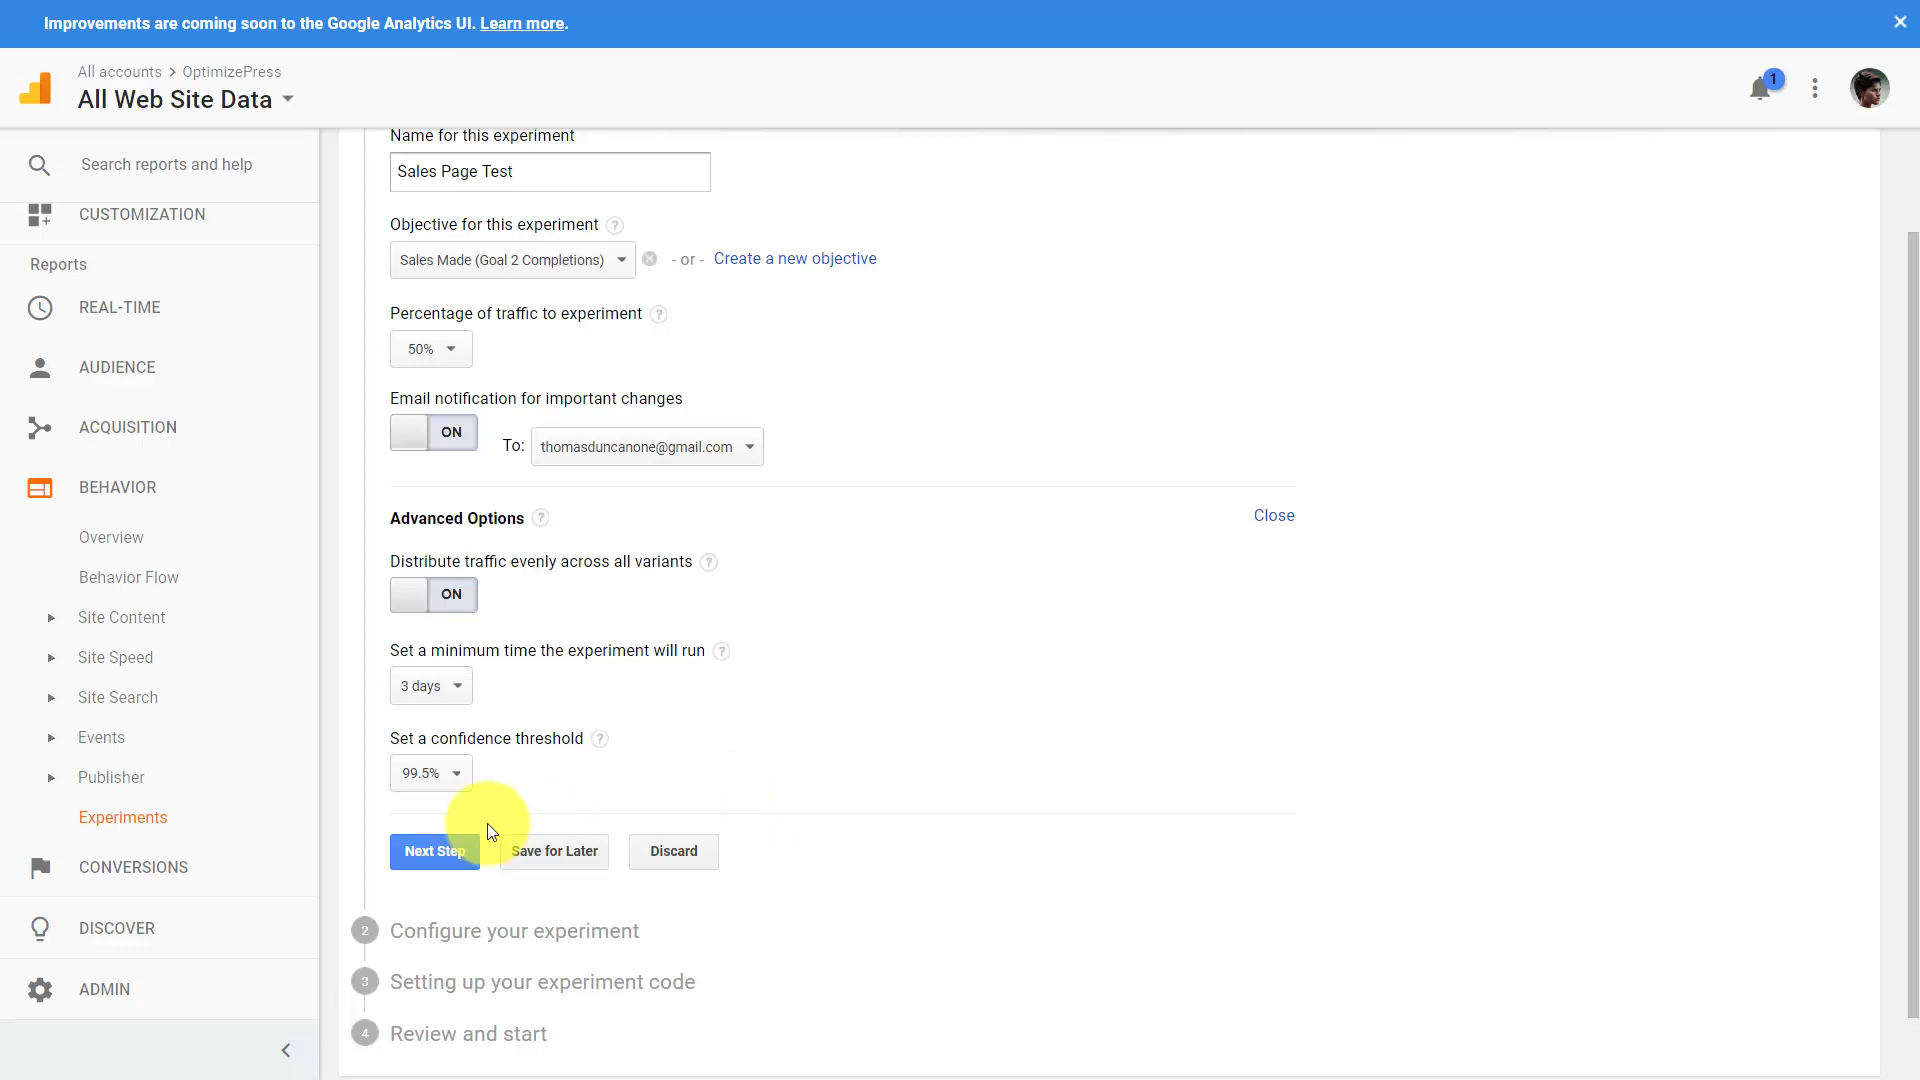 Improvements are coming soon to the Google Analytics UI. Learn more.
All accounts > OptimizePress
All Web Site Data
1
Search reports and help
CUSTOMIZATION
Reports
REAL-TIME
AUDIENCE
ACQUISITION
BEHAVIOR
Overview
Behavior Flow
Site Content
Site Speed
Site Search
Events
Publisher
Experiments
CONVERSIONS
DISCOVER
ADMIN
Name for this experiment
Sales Page Test
Objective for this experiment ?
Sales Made (Goal 2 Completions) - or - Create a new objective
Percentage of traffic to experiment ?
50%
Email notification for important changes
ON To: thomasduncanone@gmail.com
Advanced Options ? Close
Distribute traffic evenly across all variants ?
ON
Set a minimum time the experiment will run ?
3 days
Set a confidence threshold ?
99.5%
Next Step Save for Later Discard
2 Configure your experiment
3 Setting up your experiment code
4 Review and start